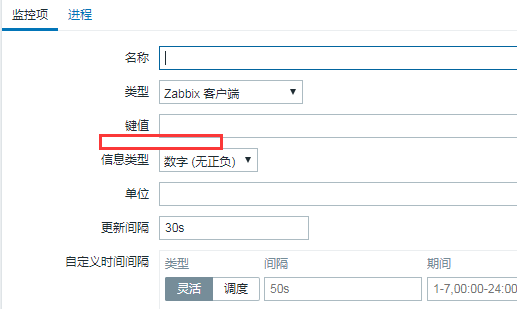 监控项 进程
名称
类型 Zabbix 客户端
键值
信息类型 数字 (无正负)
单位
更新间隔 30s
自定义时间间隔 类型 间隔 期间
灵活 调度 50s 1-7,00:00-24:00